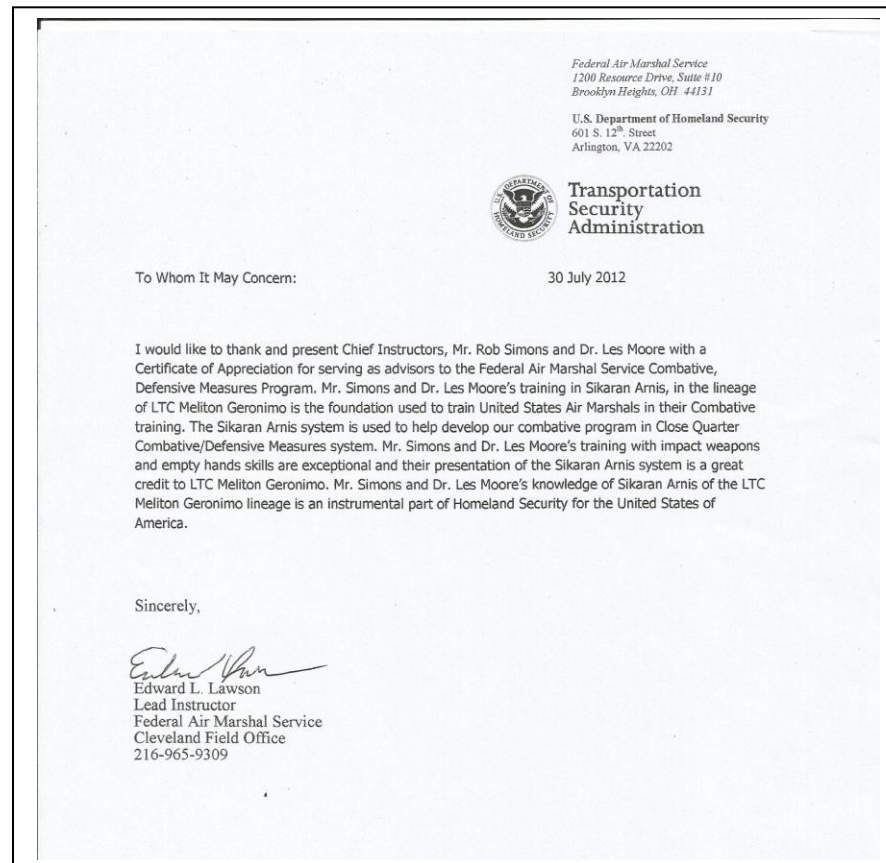 Federal Air Marshal Service
1200 Resource Drive, Suite #10
Brooklyn Heights, OH 44131
U.S. Department of Homeland Security
601 S. 12th. Street
Arlington, VA 22202
U.S. DEPARTMENT OF HOMELAND SECURITY
Transportation
Security
Administration
To Whom It May Concern: 30 July 2012
I would like to thank and present Chief Instructors, Mr. Rob Simons and Dr. Les Moore with a
Certificate of Appreciation for serving as advisors to the Federal Air Marshal Service Combative,
Defensive Measures Program. Mr. Simons and Dr. Les Moore's training in Sikaran Arnis, in the lineage
of LTC Meliton Geronimo is the foundation used to train United States Air Marshals in their Combative
training. The Sikaran Arnis system is used to help develop our combative program in Close Quarter
Combative/Defensive Measures system. Mr. Simons and Dr. Les Moore's training with impact weapons
and empty hands skills are exceptional and their presentation of the Sikaran Arnis system is a great
credit to LTC Meliton Geronimo. Mr. Simons and Dr. Les Moore's knowledge of Sikaran Arnis of the LTC
Meliton Geronimo lineage is an instrumental part of Homeland Security for the United States of
America.
Sincerely,
Edward L. Lawson
Lead Instructor
Federal Air Marshal Service
Cleveland Field Office
216-965-9309